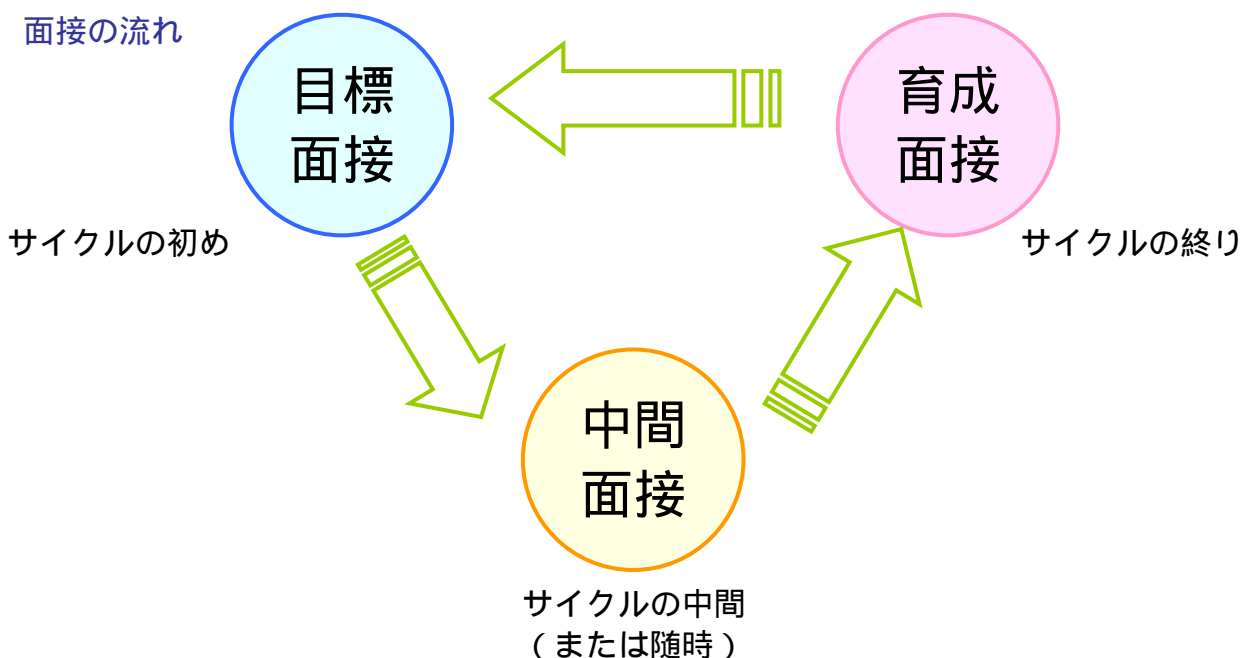 面接の流れ
目標
面接
サイクルの初め
育成
面接
サイクルの終り
中間
面接
サイクルの中間
（または随時）